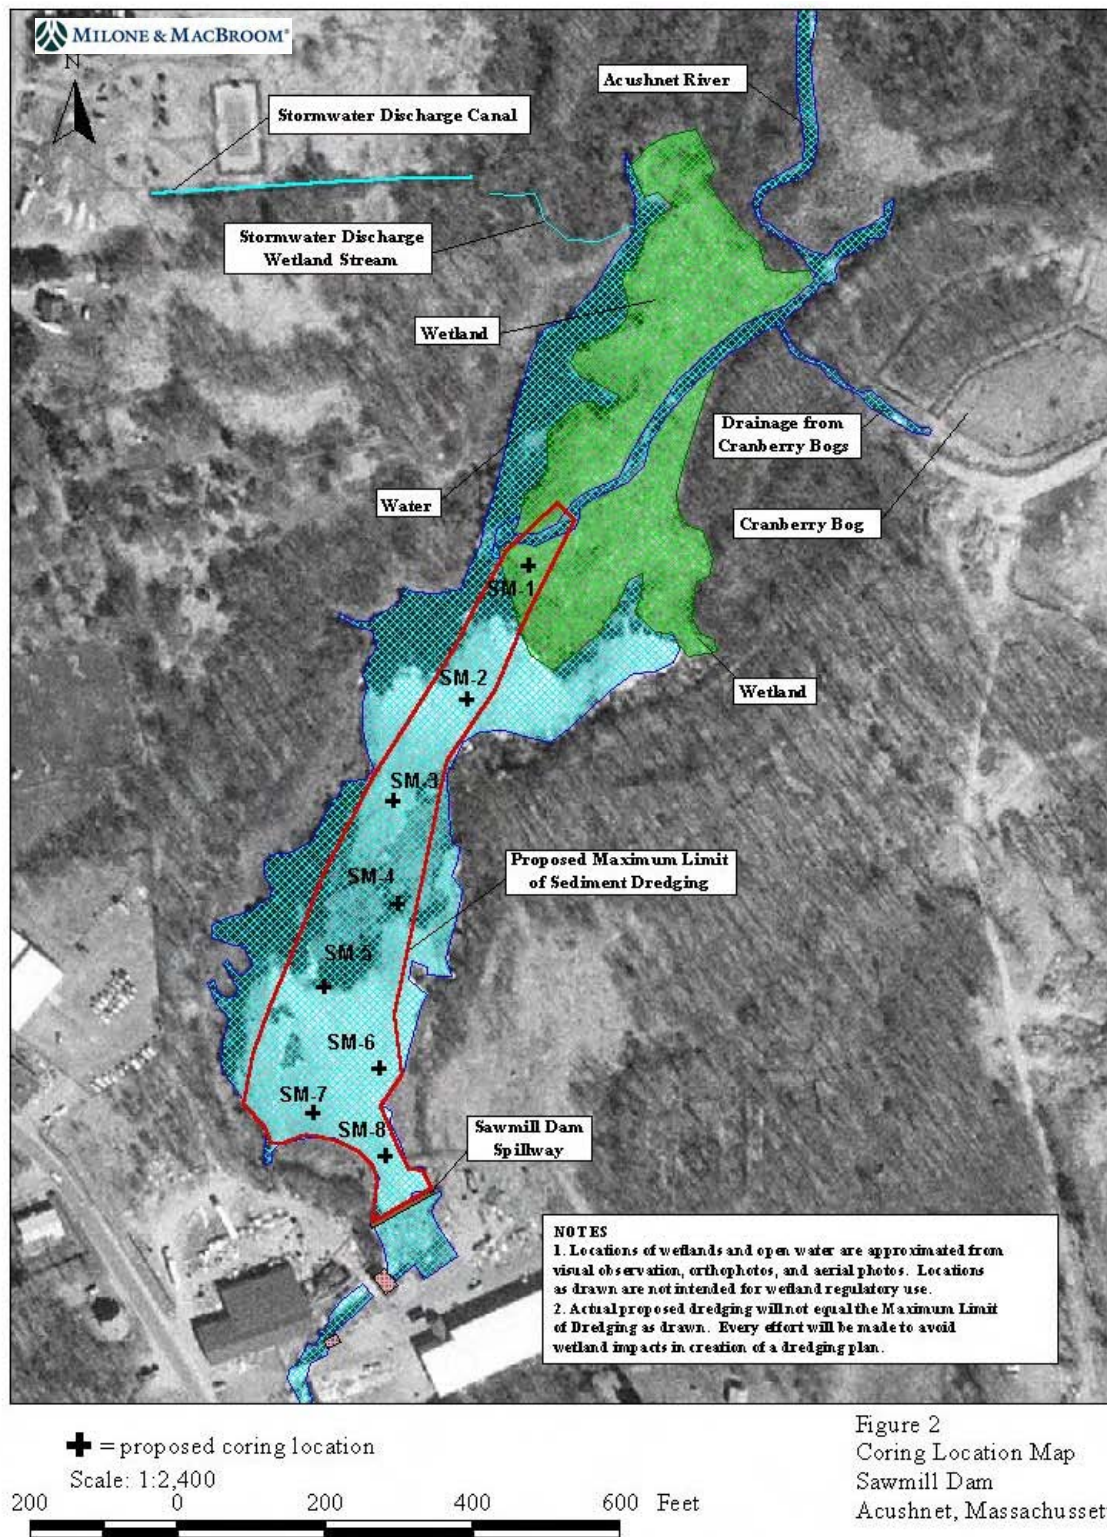 MILONE & MACBROOM®
N
Acushnet River
Stormwater Discharge Canal
Stormwater Discharge
Wetland Stream
Wetland
Drainage from
Cranberry Bogs
Water
Cranberry Bog
SM-1
SM-2
Wetland
SM-3
Proposed Maximum Limit
of Sediment Dredging
SM-4
SM-5
SM-6
SM-7
SM-8
Sawmill Dam
Spillway
NOTES
1. Locations of wetlands and open water are approximated from
visual observation, orthophotos, and aerial photos. Locations
as drawn are not intended for wetland regulatory use.
2. Actual proposed dredging will not equal the Maximum Limit
of Dredging as drawn. Every effort will be made to avoid
wetland impacts in creation of a dredging plan.
= proposed coring location
Scale: 1:2,400
200 0 200 400 600 Feet
Figure 2
Coring Location Map
Sawmill Dam
Acushnet, Massachusset